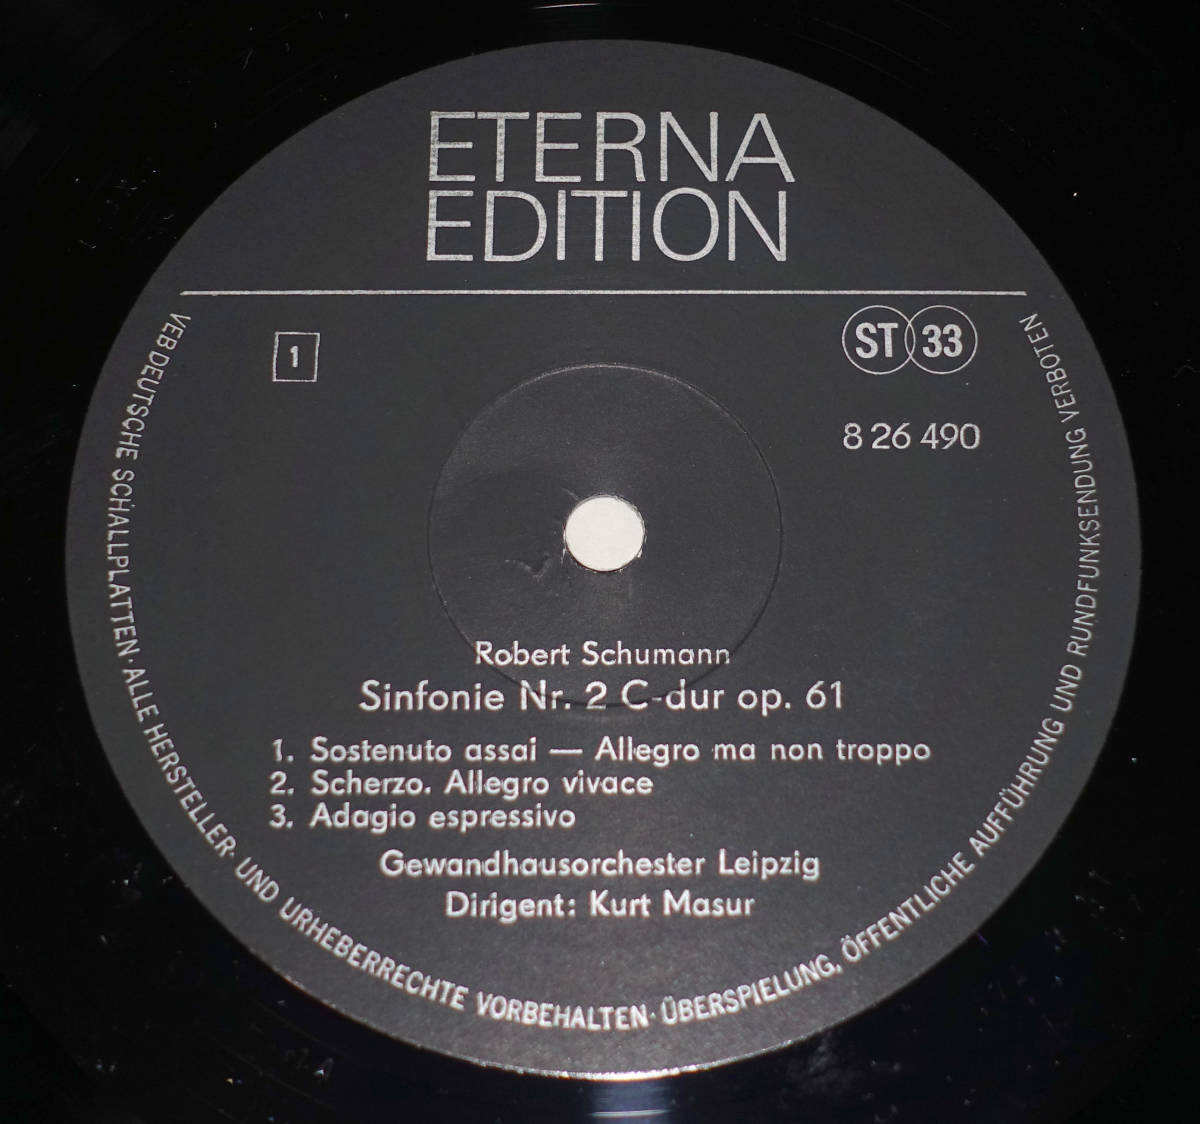 ETERNA
EDITION
1
ST 33
8 26 490
Robert Schumann
Sinfonie Nr. 2 C-dur op. 61
1. Sostenuto assai — Allegro ma non troppo
2. Scherzo. Allegro vivace
3. Adagio espressivo
Gewandhausorchester Leipzig
Dirigent: Kurt Masur
VEB DEUTSCHE SCHALLPLATTEN · ALLE HERSTELLER- UND URHEBERRECHTE VORBEHALTEN · ÜBERSPIELUNG, ÖFFENTLICHE AUFFÜHRUNG UND RUNDFUNKSENDUNG VERBOTEN